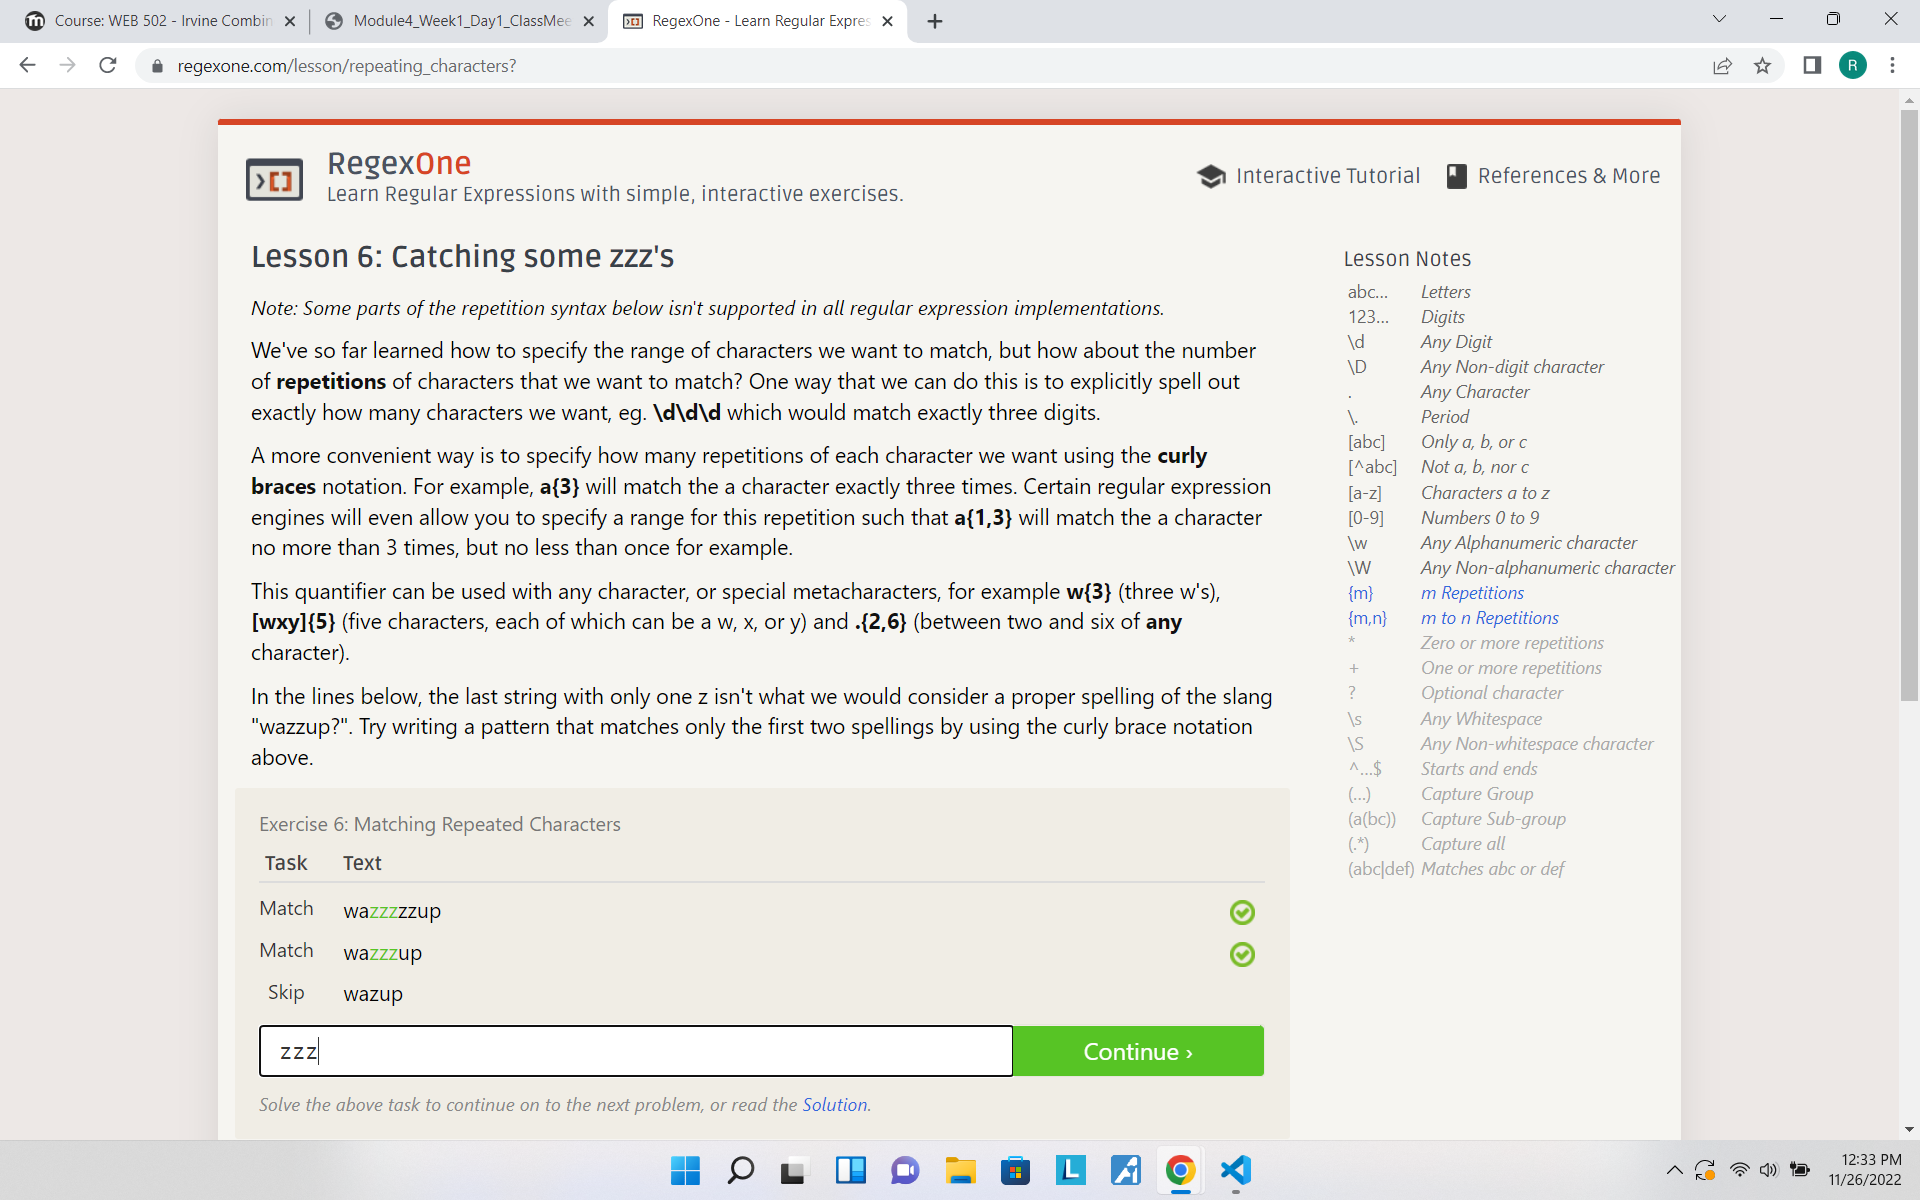 Course: WEB 502 - Irvine Combin
Module4_Week1_Day1_ClassMee
RegexOne - Learn Regular Expres
regexone.com/lesson/repeating_characters?
R
RegexOne
Learn Regular Expressions with simple, interactive exercises.
Interactive Tutorial
References & More
Lesson 6: Catching some zzz's
Note: Some parts of the repetition syntax below isn't supported in all regular expression implementations.
We've so far learned how to specify the range of characters we want to match, but how about the number
of repetitions of characters that we want to match? One way that we can do this is to explicitly spell out
exactly how many characters we want, eg. \d\d\d which would match exactly three digits.
A more convenient way is to specify how many repetitions of each character we want using the curly
braces notation. For example, a{3} will match the a character exactly three times. Certain regular expression
engines will even allow you to specify a range for this repetition such that a{1,3} will match the a character
no more than 3 times, but no less than once for example.
This quantifier can be used with any character, or special metacharacters, for example w{3} (three w's),
[wxy]{5} (five characters, each of which can be a w, x, or y) and .{2,6} (between two and six of any
character).
In the lines below, the last string with only one z isn't what we would consider a proper spelling of the slang
"wazzup?". Try writing a pattern that matches only the first two spellings by using the curly brace notation
above.
Exercise 6: Matching Repeated Characters
Task Text
Match wazzzzzup
Match wazzzup
Skip wazup
zzz
Continue ›
Solve the above task to continue on to the next problem, or read the Solution.
Lesson Notes
abc... Letters
123... Digits
\d Any Digit
\D Any Non-digit character
. Any Character
\. Period
[abc] Only a, b, or c
[^abc] Not a, b, nor c
[a-z] Characters a to z
[0-9] Numbers 0 to 9
\w Any Alphanumeric character
\W Any Non-alphanumeric character
{m} m Repetitions
{m,n} m to n Repetitions
* Zero or more repetitions
+ One or more repetitions
? Optional character
\s Any Whitespace
\S Any Non-whitespace character
^...$ Starts and ends
(...) Capture Group
(a(bc)) Capture Sub-group
(.*) Capture all
(abc|def) Matches abc or def
12:33 PM
11/26/2022